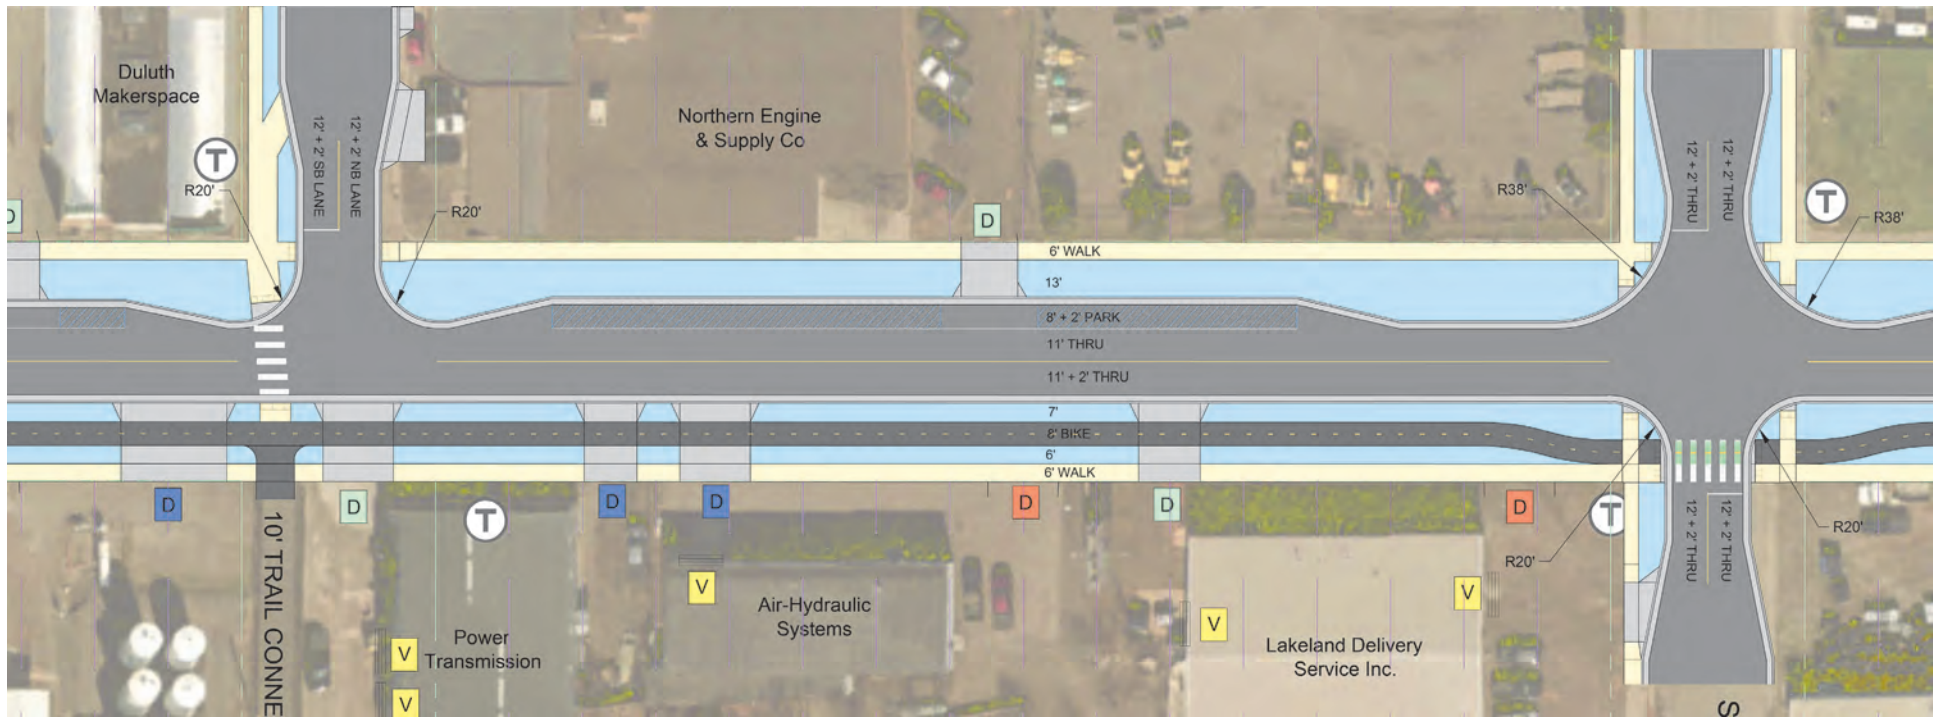 Duluth
Makerspace
T
R20'
12' + 2' SB LANE
12' + 2' NB LANE
R20'
Northern Engine
& Supply Co
R38'
12' + 2' THRU
12' + 2' THRU
T
R38'
D
D
6' WALK
13'
8' + 2' PARK
11' THRU
11' + 2' THRU
7'
8' BIKE
6'
6' WALK
D
10' TRAIL CONNE
D
T
D
D
D
D
D
T
R20'
12' + 2' THRU
12' + 2' THRU
R20'
V
V
Power
Transmission
V
Air-Hydraulic
Systems
V
Lakeland Delivery
Service Inc.
V
S